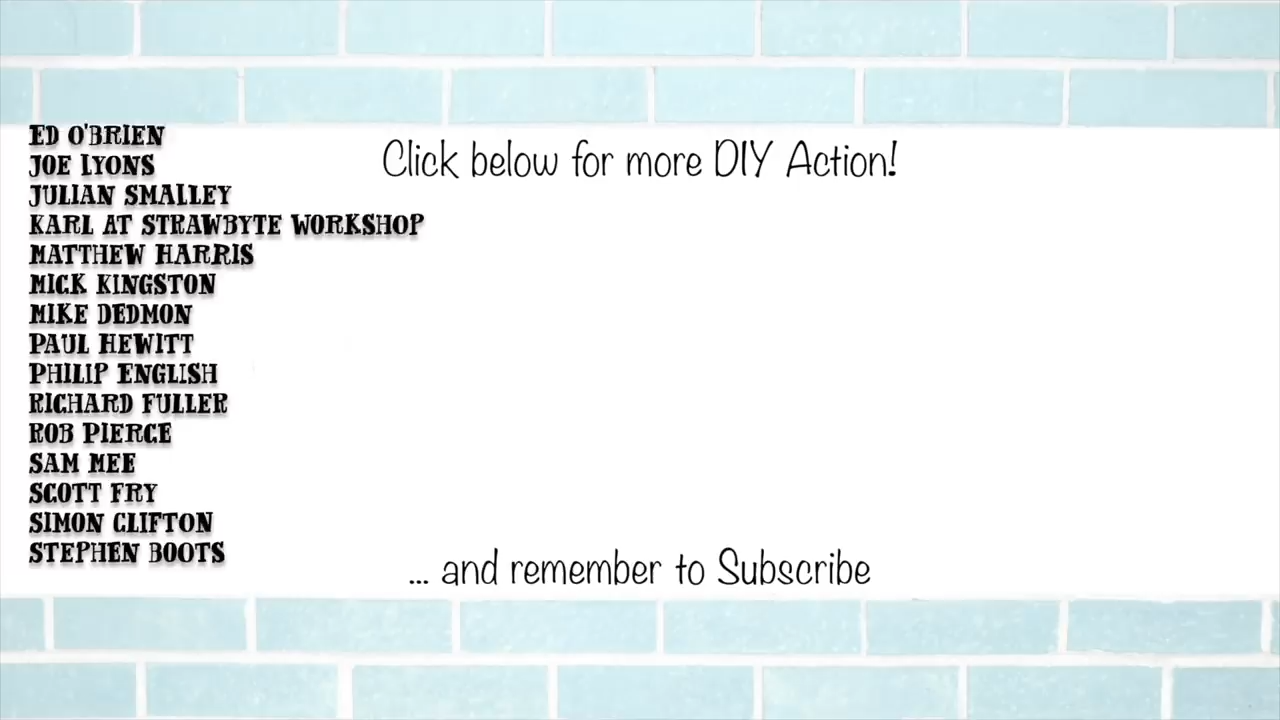 ED O'BRIEN
JOE LYONS
JULIAN SMALLEY
KARL AT STRAWBYTE WORKSHOP
MATTHEW HARRIS
MICK KINGSTON
MIKE DEDMON
PAUL HEWITT
PHILIP ENGLISH
RICHARD FULLER
ROB PIERCE
SAM MEE
SCOTT FRY
SIMON CLIFTON
STEPHEN BOOTS
Click below for more DIY Action!
... and remember to Subscribe